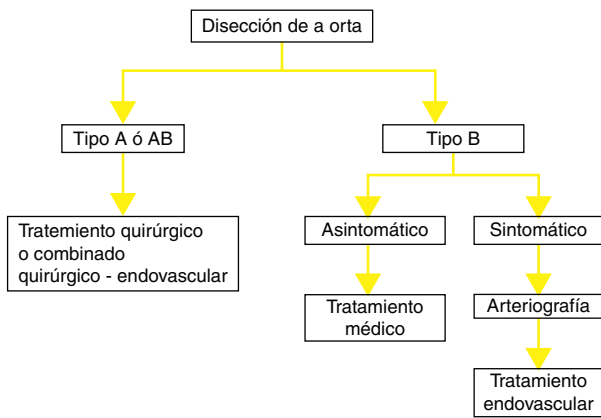 Disección de a orta
Tipo A ó AB
Tipo B
Tratemiento quirúrgico
o combinado
quirúrgico - endovascular
Asintomático
Sintomático
Tratamiento
médico
Arteriografía
Tratamiento
endovascular